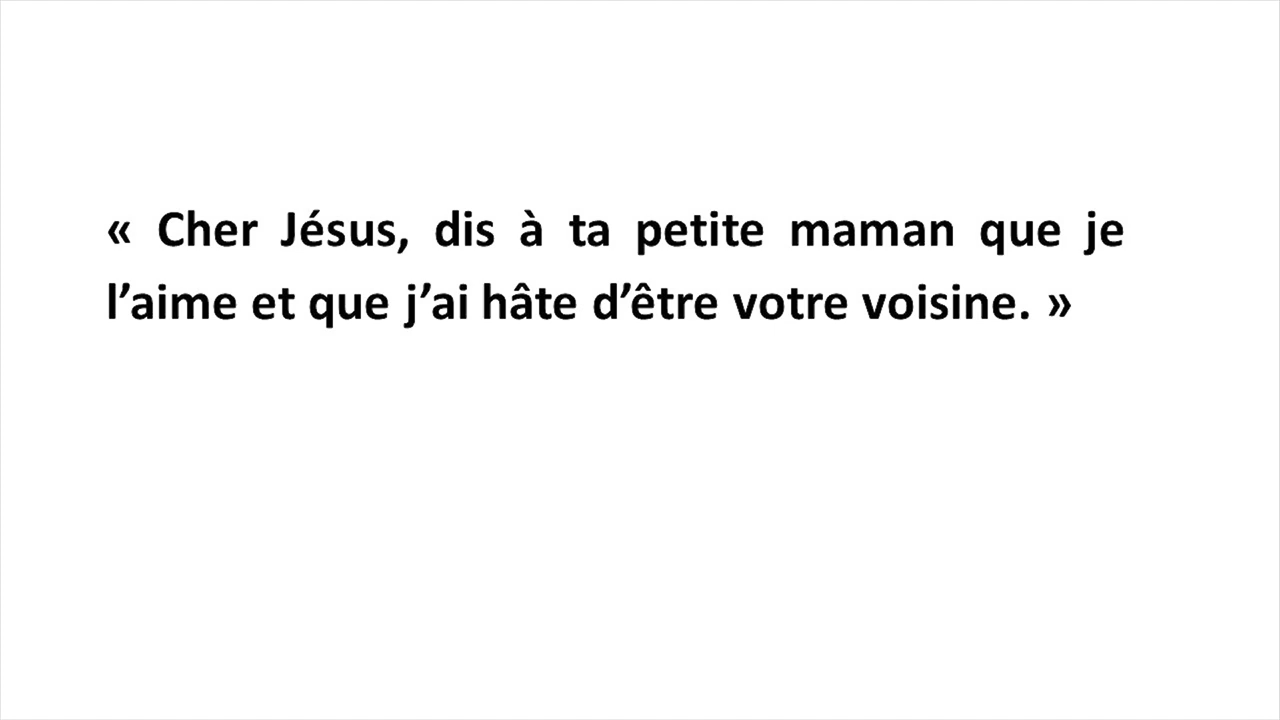 « Cher Jésus, dis à ta petite maman que je
l’aime et que j’ai hâte d’être votre voisine. »